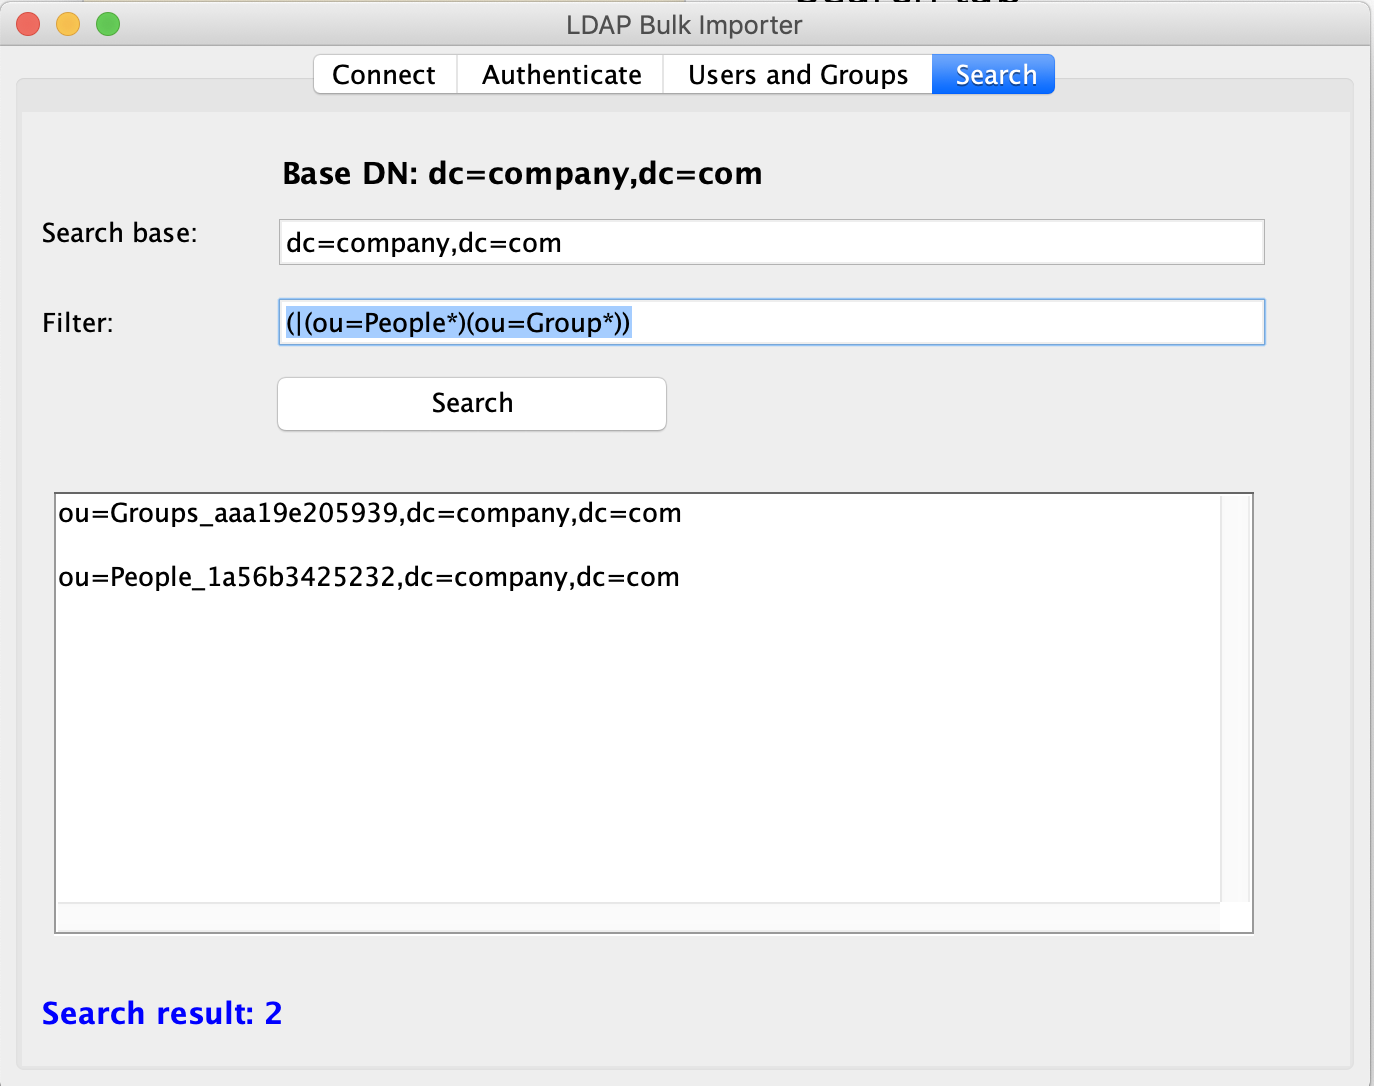 LDAP Bulk Importer
Connect Authenticate Users and Groups Search
Base DN: dc=company,dc=com
Search base: dc=company,dc=com
Filter: (|(ou=People*)(ou=Group*))
Search
ou=Groups_aaa19e205939,dc=company,dc=com
ou=People_1a56b3425232,dc=company,dc=com
Search result: 2